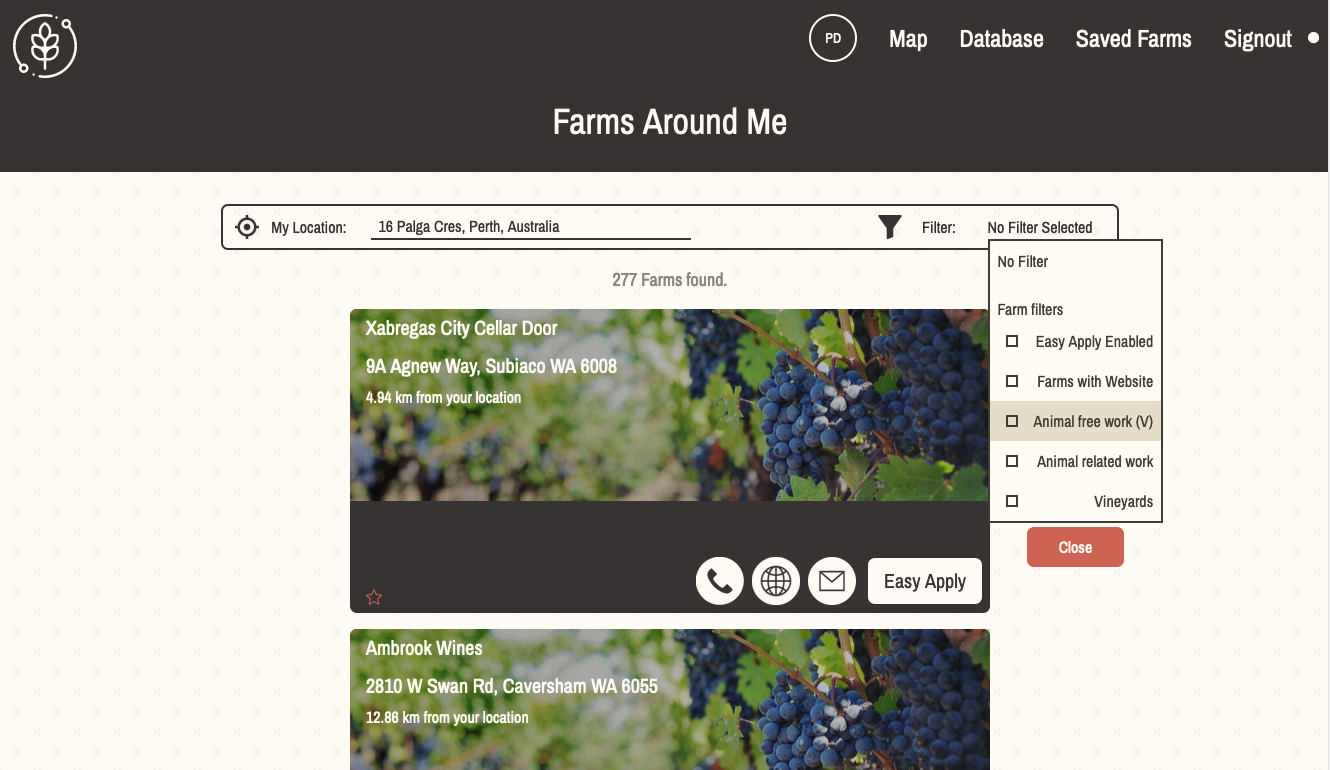 PD
Map
Database
Saved Farms
Signout
Farms Around Me
My Location:
16 Palga Cres, Perth, Australia
Filter:
No Filter Selected
No Filter
Farm filters
Easy Apply Enabled
Farms with Website
Animal free work (V)
Animal related work
Vineyards
Close
277 Farms found.
Xabregas City Cellar Door
9A Agnew Way, Subiaco WA 6008
4.94 km from your location
Easy Apply
Ambrook Wines
2810 W Swan Rd, Caversham WA 6055
12.86 km from your location